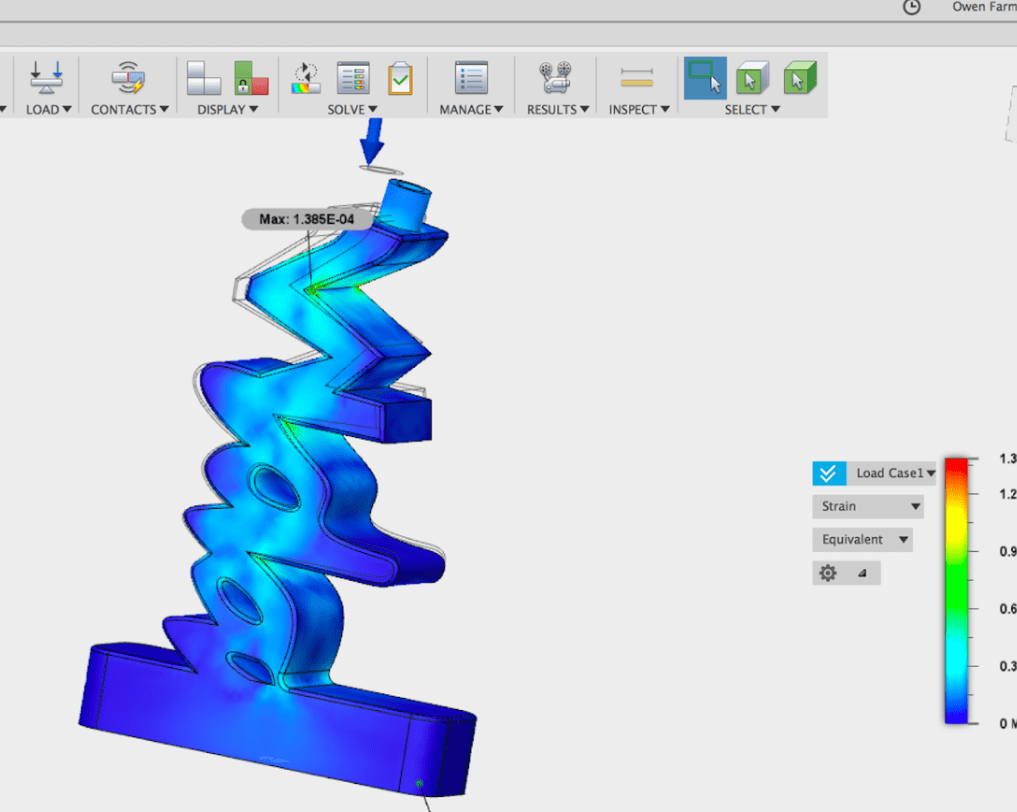 Owen Farm
LOAD CONTACTS DISPLAY SOLVE MANAGE RESULTS INSPECT SELECT
Max: 1.385E-04
Load Case1
Strain
Equivalent
1.3
1.2
0.9
0.6
0.3
0 M